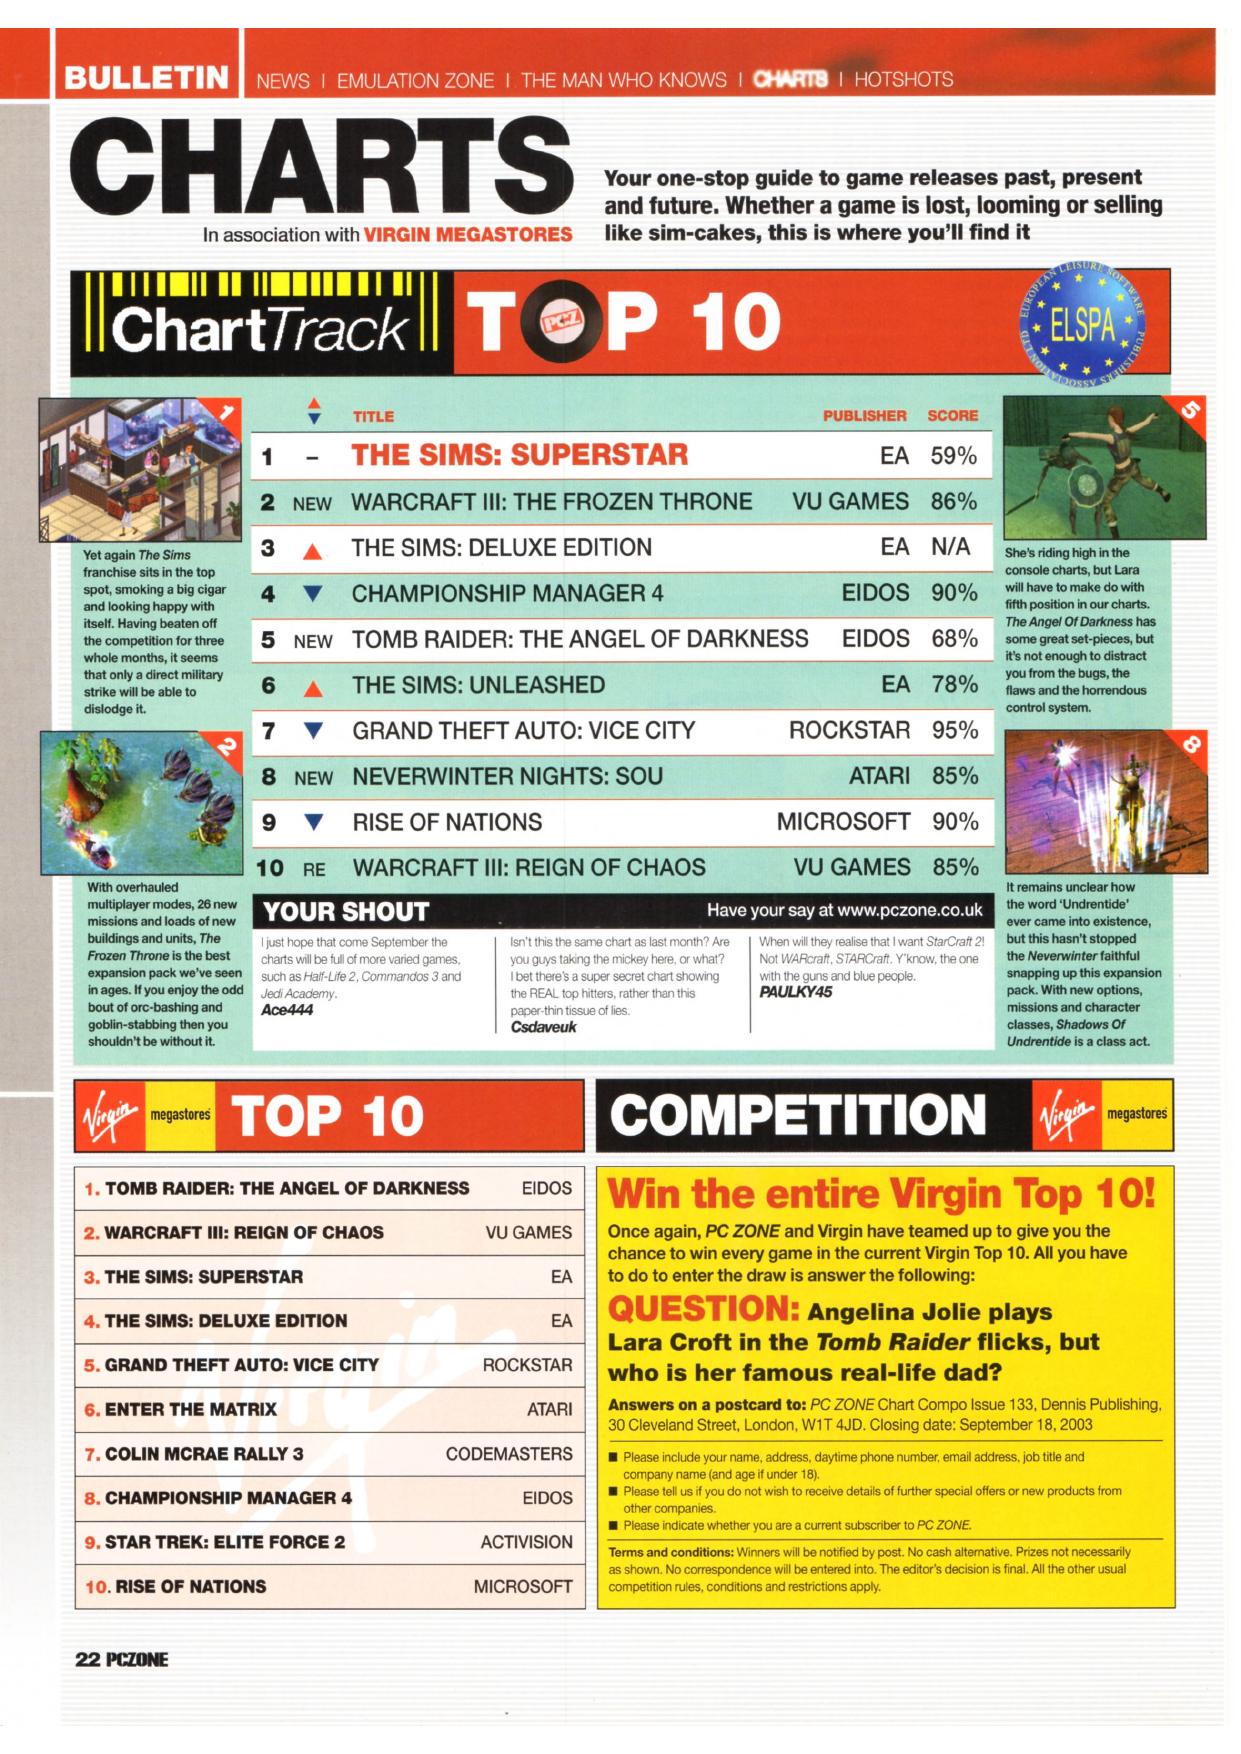 BULLETIN
NEWS | EMULATION ZONE | THE MAN WHO KNOWS | CHARTS | HOTSHOTS
CHARTS
In association with VIRGIN MEGASTORES
Your one-stop guide to game releases past, present
and future. Whether a game is lost, looming or selling
like sim-cakes, this is where you'll find it
ChartTrack TOP 10
PCZ
EUROPEAN LEISURE SOFTWARE PUBLISHERS ASSOCIATION LTD
ELSPA
TITLE PUBLISHER SCORE
1 – THE SIMS: SUPERSTAR EA 59%
2 NEW WARCRAFT III: THE FROZEN THRONE VU GAMES 86%
3 ▲ THE SIMS: DELUXE EDITION EA N/A
4 ▼ CHAMPIONSHIP MANAGER 4 EIDOS 90%
5 NEW TOMB RAIDER: THE ANGEL OF DARKNESS EIDOS 68%
6 ▲ THE SIMS: UNLEASHED EA 78%
7 ▼ GRAND THEFT AUTO: VICE CITY ROCKSTAR 95%
8 NEW NEVERWINTER NIGHTS: SOU ATARI 85%
9 ▼ RISE OF NATIONS MICROSOFT 90%
10 RE WARCRAFT III: REIGN OF CHAOS VU GAMES 85%
1
Yet again The Sims
franchise sits in the top
spot, smoking a big cigar
and looking happy with
itself. Having beaten off
the competition for three
whole months, it seems
that only a direct military
strike will be able to
dislodge it.
2
With overhauled
multiplayer modes, 26 new
missions and loads of new
buildings and units, The
Frozen Throne is the best
expansion pack we've seen
in ages. If you enjoy the odd
bout of orc-bashing and
goblin-stabbing then you
shouldn't be without it.
5
She's riding high in the
console charts, but Lara
will have to make do with
fifth position in our charts.
The Angel Of Darkness has
some great set-pieces, but
it's not enough to distract
you from the bugs, the
flaws and the horrendous
control system.
8
It remains unclear how
the word 'Undrentide'
ever came into existence,
but this hasn't stopped
the Neverwinter faithful
snapping up this expansion
pack. With new options,
missions and character
classes, Shadows Of
Undrentide is a class act.
YOUR SHOUT Have your say at www.pczone.co.uk
I just hope that come September the
charts will be full of more varied games,
such as Half-Life 2, Commandos 3 and
Jedi Academy.
Ace444
Isn't this the same chart as last month? Are
you guys taking the mickey here, or what?
I bet there's a super secret chart showing
the REAL top hitters, rather than this
paper-thin tissue of lies.
Csdaveuk
When will they realise that I want StarCraft 2!
Not WARcraft, STARCraft. Y'know, the one
with the guns and blue people.
PAULKY45
Virgin megastores TOP 10
1. TOMB RAIDER: THE ANGEL OF DARKNESS EIDOS
2. WARCRAFT III: REIGN OF CHAOS VU GAMES
3. THE SIMS: SUPERSTAR EA
4. THE SIMS: DELUXE EDITION EA
5. GRAND THEFT AUTO: VICE CITY ROCKSTAR
6. ENTER THE MATRIX ATARI
7. COLIN MCRAE RALLY 3 CODEMASTERS
8. CHAMPIONSHIP MANAGER 4 EIDOS
9. STAR TREK: ELITE FORCE 2 ACTIVISION
10. RISE OF NATIONS MICROSOFT
Virgin
COMPETITION Virgin megastores
Win the entire Virgin Top 10!
Once again, PC ZONE and Virgin have teamed up to give you the
chance to win every game in the current Virgin Top 10. All you have
to do to enter the draw is answer the following:
QUESTION: Angelina Jolie plays
Lara Croft in the Tomb Raider flicks, but
who is her famous real-life dad?
Answers on a postcard to: PC ZONE Chart Compo Issue 133, Dennis Publishing,
30 Cleveland Street, London, W1T 4JD. Closing date: September 18, 2003
■ Please include your name, address, daytime phone number, email address, job title and
company name (and age if under 18).
■ Please tell us if you do not wish to receive details of further special offers or new products from
other companies.
■ Please indicate whether you are a current subscriber to PC ZONE.
Terms and conditions: Winners will be notified by post. No cash alternative. Prizes not necessarily
as shown. No correspondence will be entered into. The editor's decision is final. All the other usual
competition rules, conditions and restrictions apply.
22 PCZONE